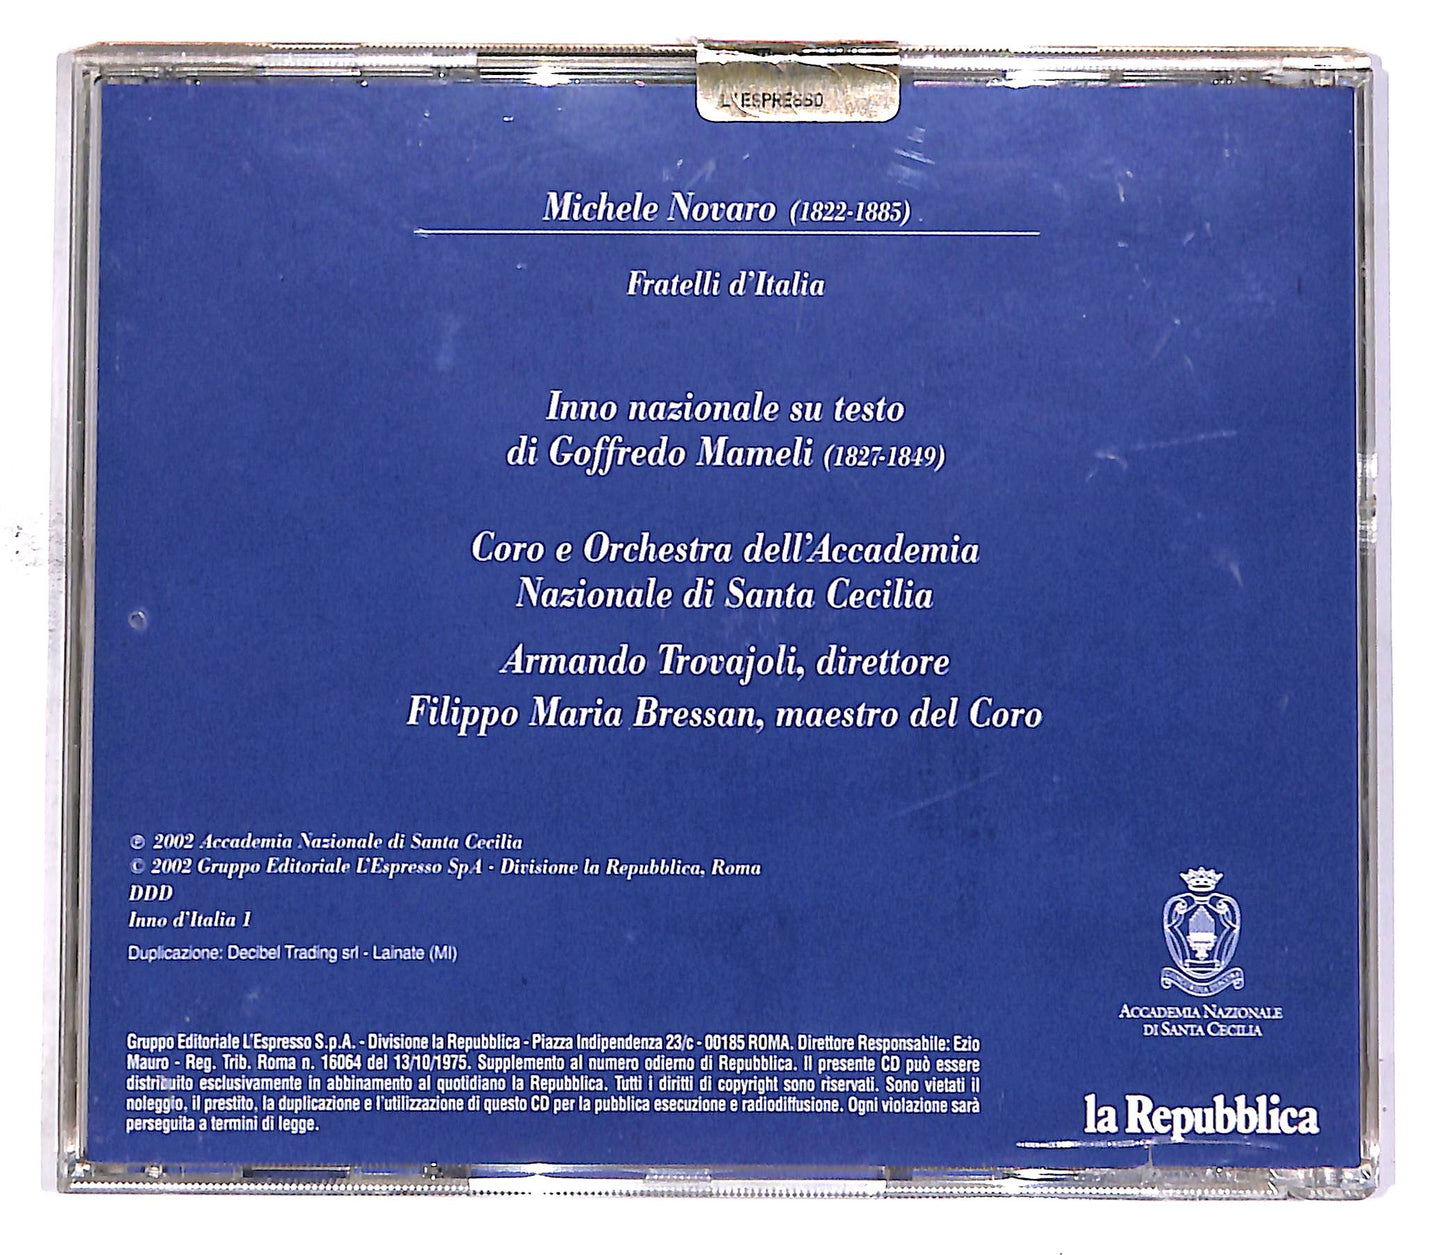 L'ESPRESSO
Michele Novaro (1822-1885)
Fratelli d'Italia
Inno nazionale su testo
di Goffredo Mameli (1827-1849)
Coro e Orchestra dell'Accademia
Nazionale di Santa Cecilia
Armando Trovajoli, direttore
Filippo Maria Bressan, maestro del Coro
℗ 2002 Accademia Nazionale di Santa Cecilia
© 2002 Gruppo Editoriale L'Espresso SpA - Divisione la Repubblica, Roma
DDD
Inno d'Italia 1
Duplicazione: Decibel Trading srl - Lainate (MI)
ACCADEMIA NAZIONALE
DI SANTA CECILIA
Gruppo Editoriale L'Espresso S.p.A. - Divisione la Repubblica - Piazza Indipendenza 23/c - 00185 ROMA. Direttore Responsabile: Ezio
Mauro - Reg. Trib. Roma n. 16064 del 13/10/1975. Supplemento al numero odierno di Repubblica. Il presente CD può essere
distribuito esclusivamente in abbinamento al quotidiano la Repubblica. Tutti i diritti di copyright sono riservati. Sono vietati il
noleggio, il prestito, la duplicazione e l'utilizzazione di questo CD per la pubblica esecuzione e radiodiffusione. Ogni violazione sarà
perseguita a termini di legge.
la Repubblica